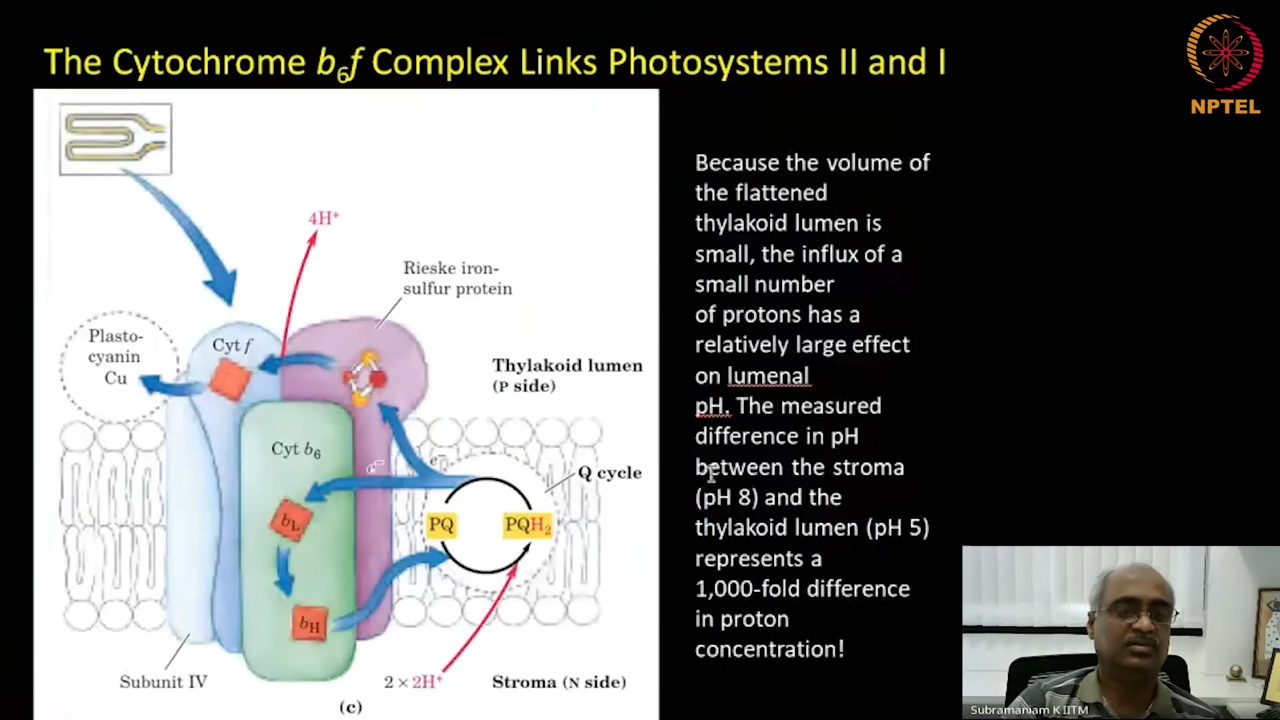 The Cytochrome b₆f Complex Links Photosystems II and I
NPTEL
4H⁺
Rieske iron-
sulfur protein
Plasto-
cyanin
Cu
Cyt f
Thylakoid lumen
(P side)
Cyt b₆
e⁻
e⁻
Q cycle
bL
PQ
PQH₂
bH
Subunit IV
2 × 2H⁺
Stroma (N side)
(c)
Because the volume of
the flattened
thylakoid lumen is
small, the influx of a
small number
of protons has a
relatively large effect
on lumenal
pH. The measured
difference in pH
between the stroma
(pH 8) and the
thylakoid lumen (pH 5)
represents a
1,000-fold difference
in proton
concentration!
Subramaniam K IITM